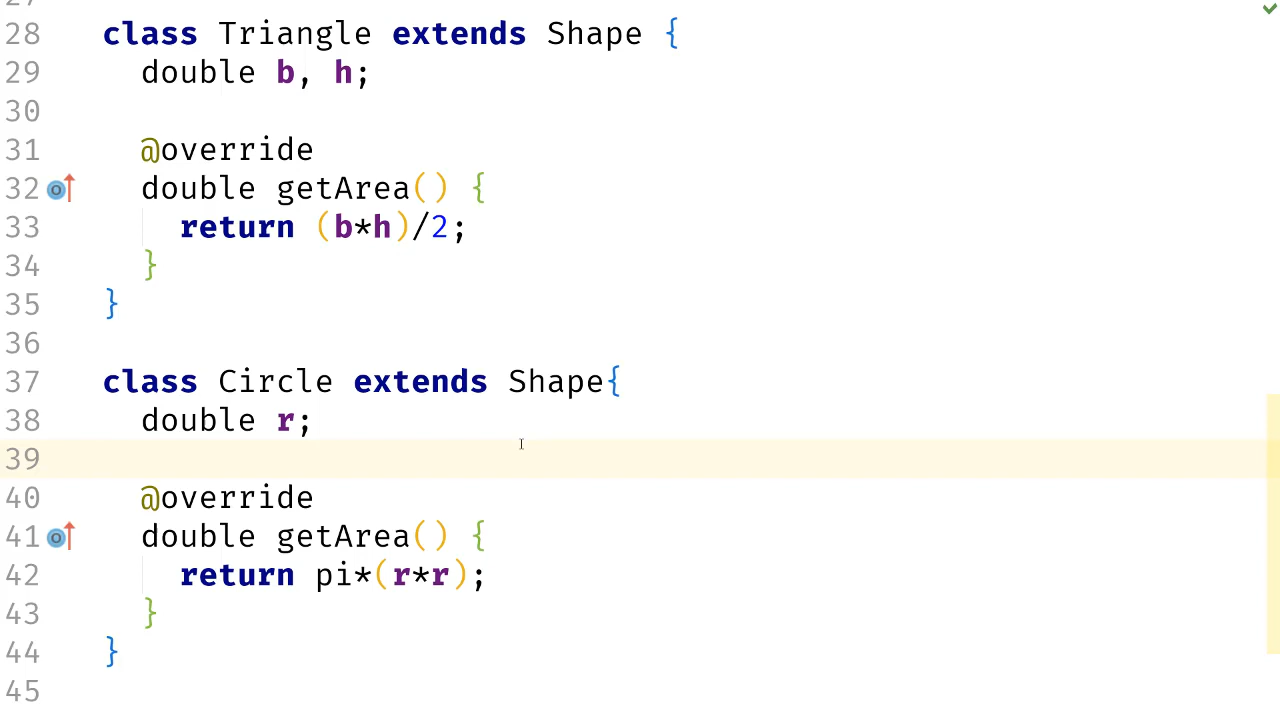 27
28 class Triangle extends Shape {
29 double b, h;
30
31 @override
32 double getArea() {
33 return (b*h)/2;
34 }
35 }
36
37 class Circle extends Shape{
38 double r;
39
40 @override
41 double getArea() {
42 return pi*(r*r);
43 }
44 }
45